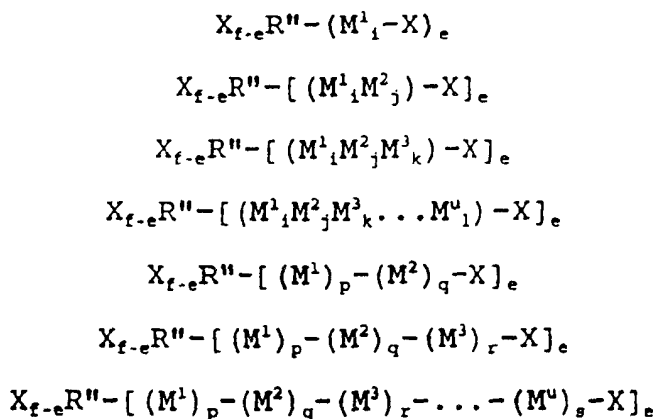 X_{f-e}R"-(M^1_i-X)_e
X_{f-e}R"-[(M^1_iM^2_j)-X]_e
X_{f-e}R"-[(M^1_iM^2_jM^3_k)-X]_e
X_{f-e}R"-[(M^1_iM^2_jM^3_k...M^u_l)-X]_e
X_{f-e}R"-[(M^1)_p-(M^2)_q-X]_e
X_{f-e}R"-[(M^1)_p-(M^2)_q-(M^3)_r-X]_e
X_{f-e}R"-[(M^1)_p-(M^2)_q-(M^3)_r-...-(M^u)_s-X]_e